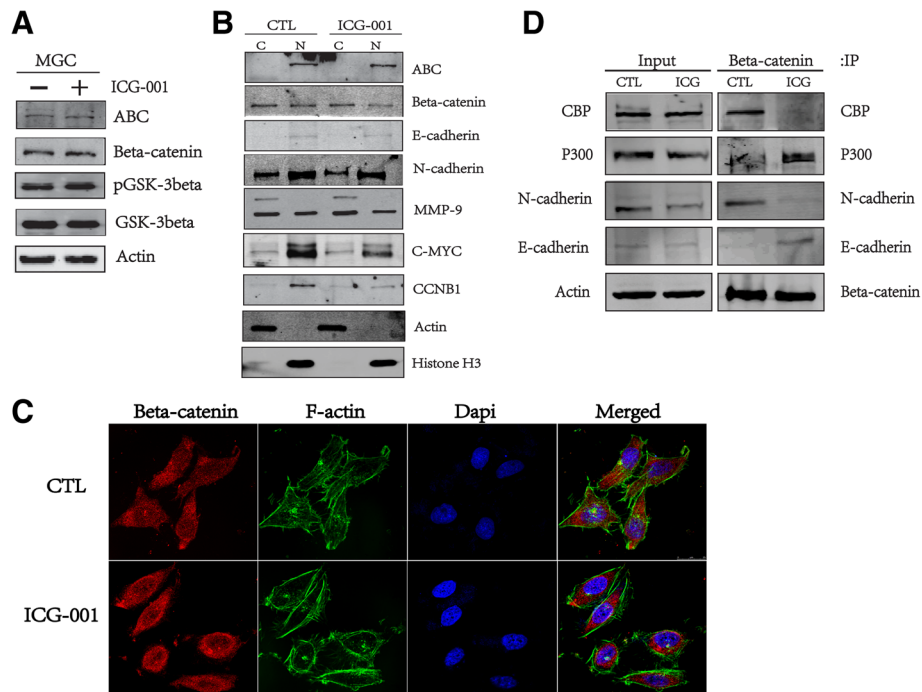 A
MGC
− +
ICG-001
ABC
Beta-catenin
pGSK-3beta
GSK-3beta
Actin
B
CTL ICG-001
C N C N
ABC
Beta-catenin
E-cadherin
N-cadherin
MMP-9
C-MYC
CCNB1
Actin
Histone H3
D
Input Beta-catenin :IP
CTL ICG CTL ICG
CBP CBP
P300 P300
N-cadherin N-cadherin
E-cadherin E-cadherin
Actin Beta-catenin
C
Beta-catenin F-actin Dapi Merged
CTL
ICG-001